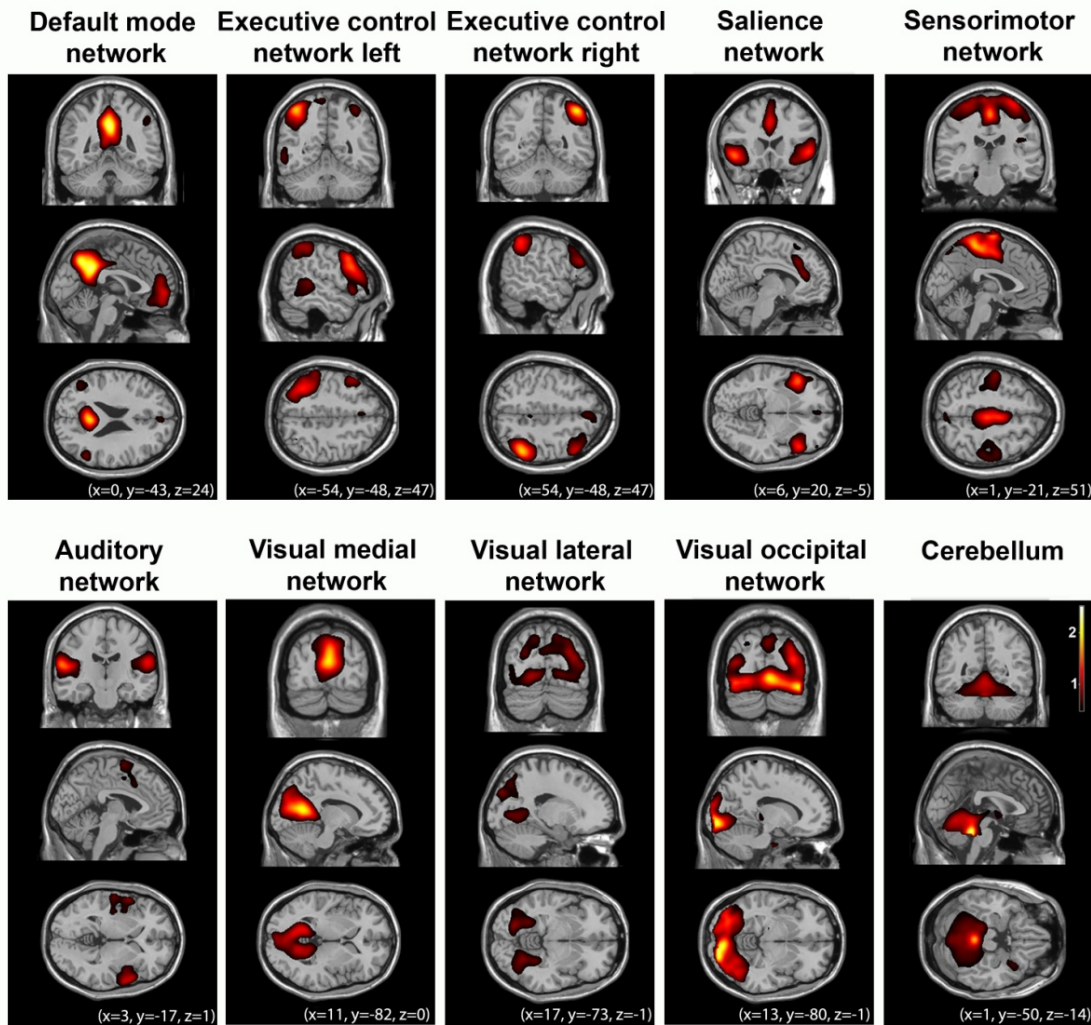 Default mode
network
Executive control
network left
Executive control
network right
Salience
network
Sensorimotor
network
(x=0, y=-43, z=24)
(x=-54, y=-48, z=47)
(x=54, y=-48, z=47)
(x=6, y=20, z=-5)
(x=1, y=-21, z=51)
Auditory
network
Visual medial
network
Visual lateral
network
Visual occipital
network
Cerebellum
2
1
(x=3, y=-17, z=1)
(x=11, y=-82, z=0)
(x=17, y=-73, z=-1)
(x=13, y=-80, z=-1)
(x=1, y=-50, z=-14)